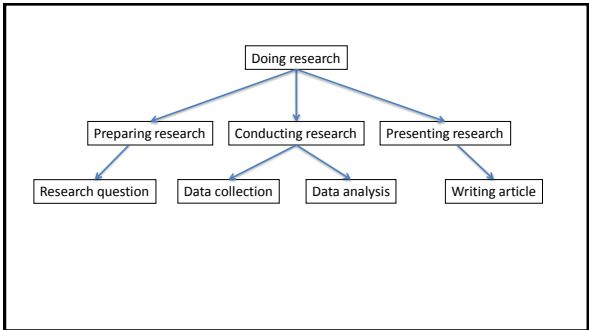 Doing research
Preparing research
Conducting research
Presenting research
Research question
Data collection
Data analysis
Writing article